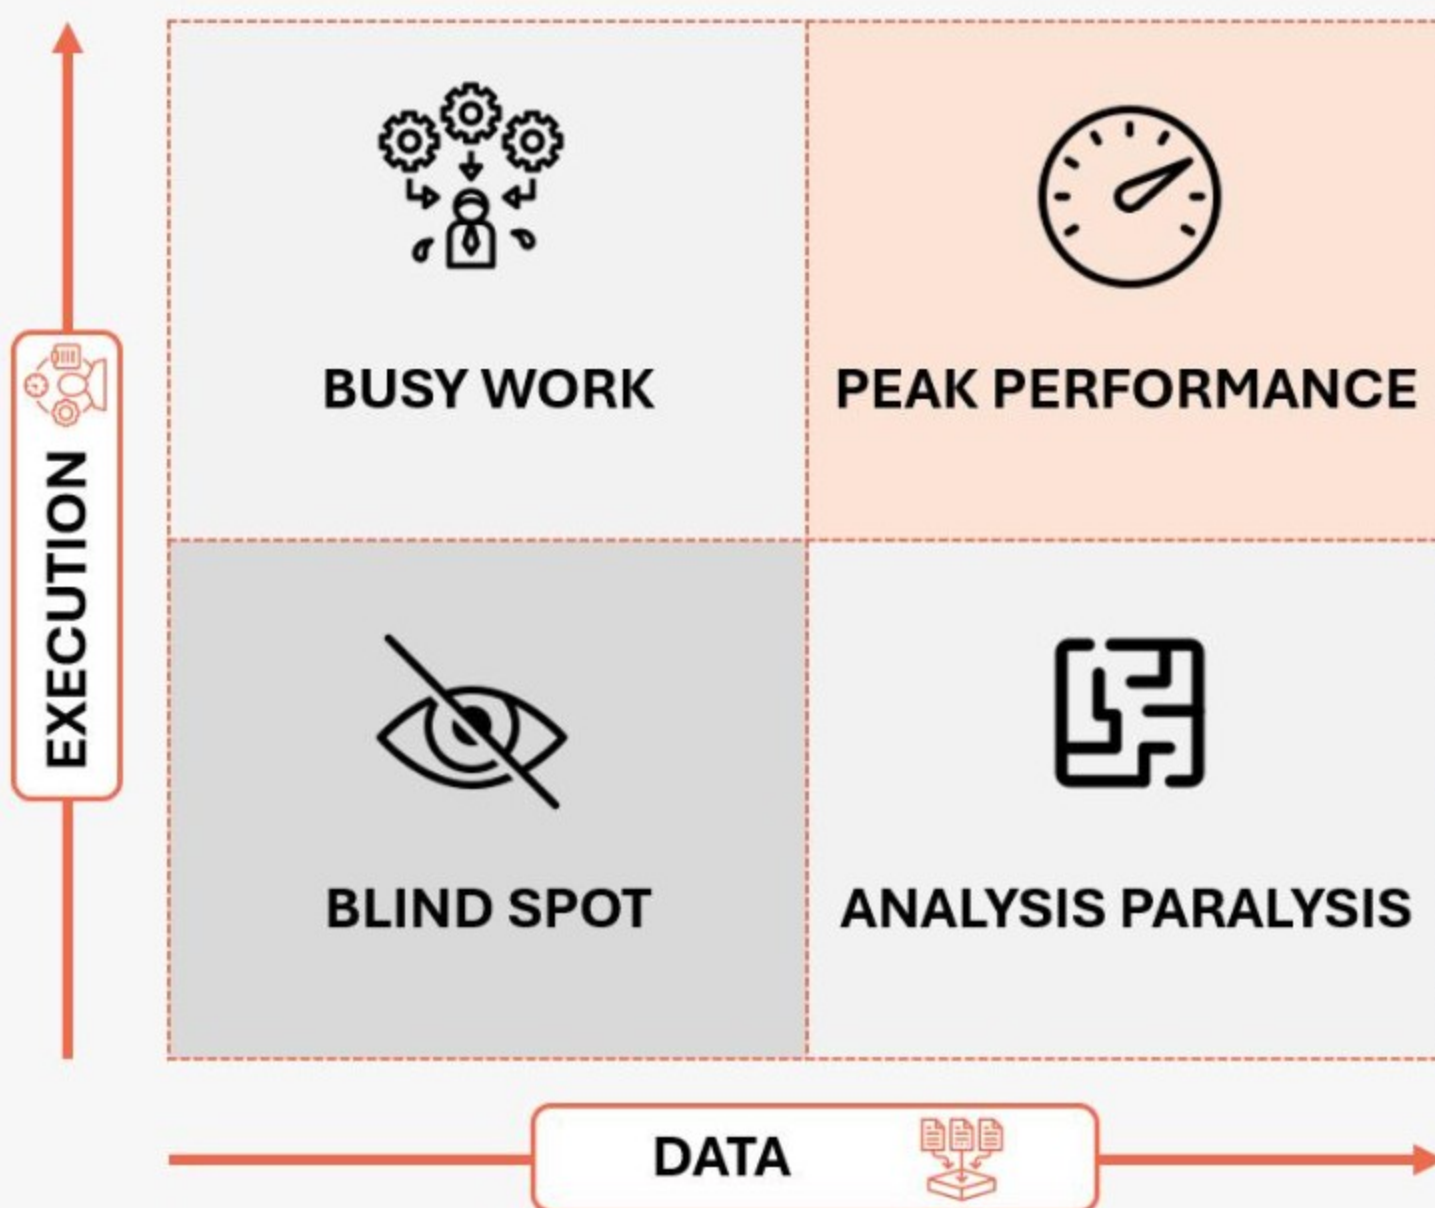 BUSY WORK
PEAK PERFORMANCE
EXECUTION
BLIND SPOT
ANALYSIS PARALYSIS
DATA